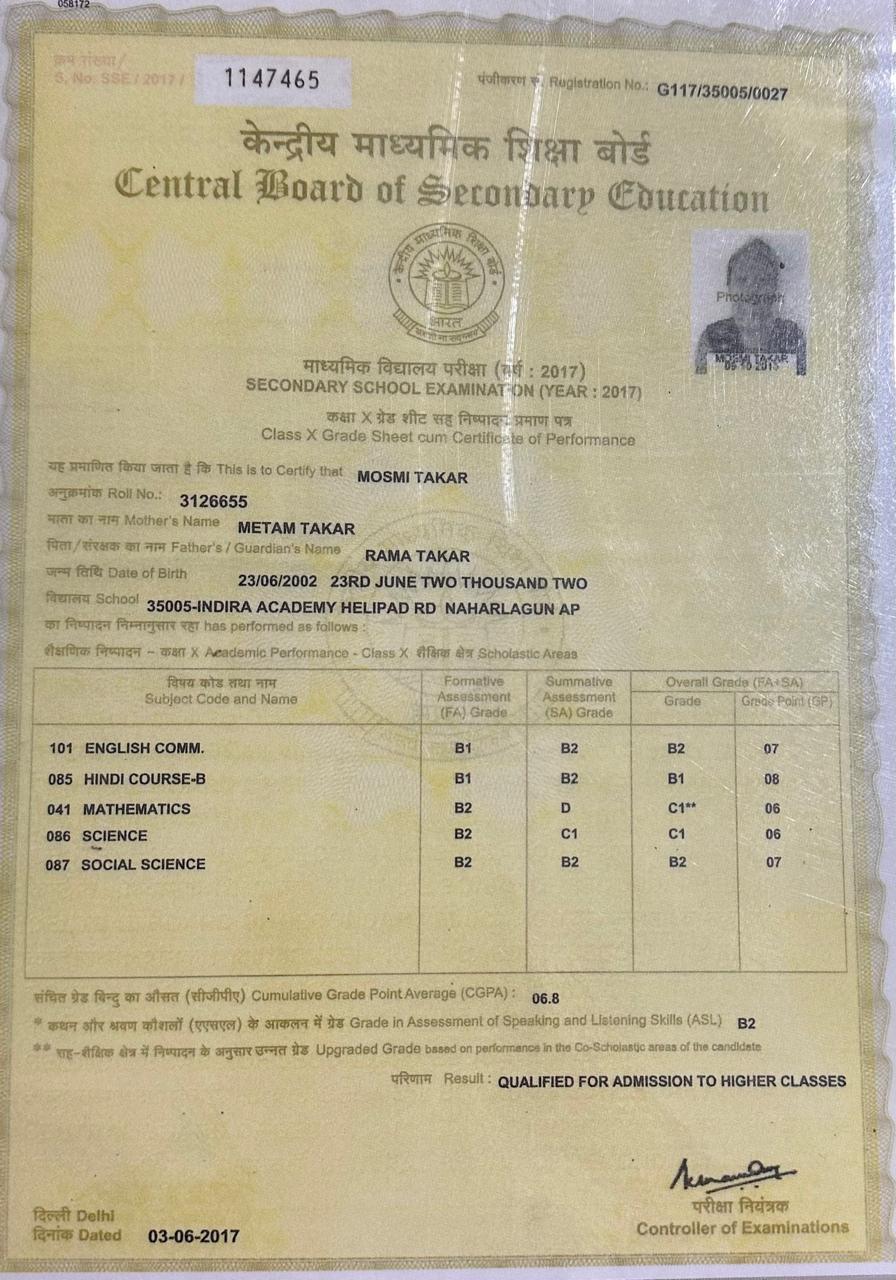 058172
क्रम संख्या/
S. No. SSE / 2017 / 1147465
पंजीकरण सं. Registration No.: G117/35005/0027
केन्द्रीय माध्यमिक शिक्षा बोर्ड
Central Board of Secondary Education
केन्द्रीय माध्यमिक शिक्षा बोर्ड
भारत
Photograph
MOSMI TAKAR
माध्यमिक विद्यालय परीक्षा (वर्ष : 2017)
SECONDARY SCHOOL EXAMINATION (YEAR : 2017)
कक्षा X ग्रेड शीट सह निष्पादन प्रमाण पत्र
Class X Grade Sheet cum Certificate of Performance
यह प्रमाणित किया जाता है कि This is to Certify that MOSMI TAKAR
अनुक्रमांक Roll No.: 3126655
माता का नाम Mother's Name METAM TAKAR
पिता/संरक्षक का नाम Father's / Guardian's Name RAMA TAKAR
जन्म तिथि Date of Birth 23/06/2002 23RD JUNE TWO THOUSAND TWO
विद्यालय School 35005-INDIRA ACADEMY HELIPAD RD NAHARLAGUN AP
का निष्पादन निम्नानुसार रहा has performed as follows :
शैक्षणिक निष्पादन – कक्षा X Academic Performance - Class X शैक्षिक क्षेत्र Scholastic Areas
विषय कोड तथा नाम
Subject Code and Name
Formative Assessment (FA) Grade
Summative Assessment (SA) Grade
Overall Grade (FA+SA)
Grade Grade Point (GP)
101 ENGLISH COMM. B1 B2 B2 07
085 HINDI COURSE-B B1 B2 B1 08
041 MATHEMATICS B2 D C1** 06
086 SCIENCE B2 C1 C1 06
087 SOCIAL SCIENCE B2 B2 B2 07
संचित ग्रेड बिन्दु का औसत (सीजीपीए) Cumulative Grade Point Average (CGPA) : 06.8
* कथन और श्रवण कौशलों (एएसएल) के आकलन में ग्रेड Grade in Assessment of Speaking and Listening Skills (ASL) B2
** सह-शैक्षिक क्षेत्र में निष्पादन के अनुसार उन्नत ग्रेड Upgraded Grade based on performance in the Co-Scholastic areas of the candidate
परिणाम Result : QUALIFIED FOR ADMISSION TO HIGHER CLASSES
दिल्ली Delhi
दिनांक Dated 03-06-2017
परीक्षा नियंत्रक
Controller of Examinations